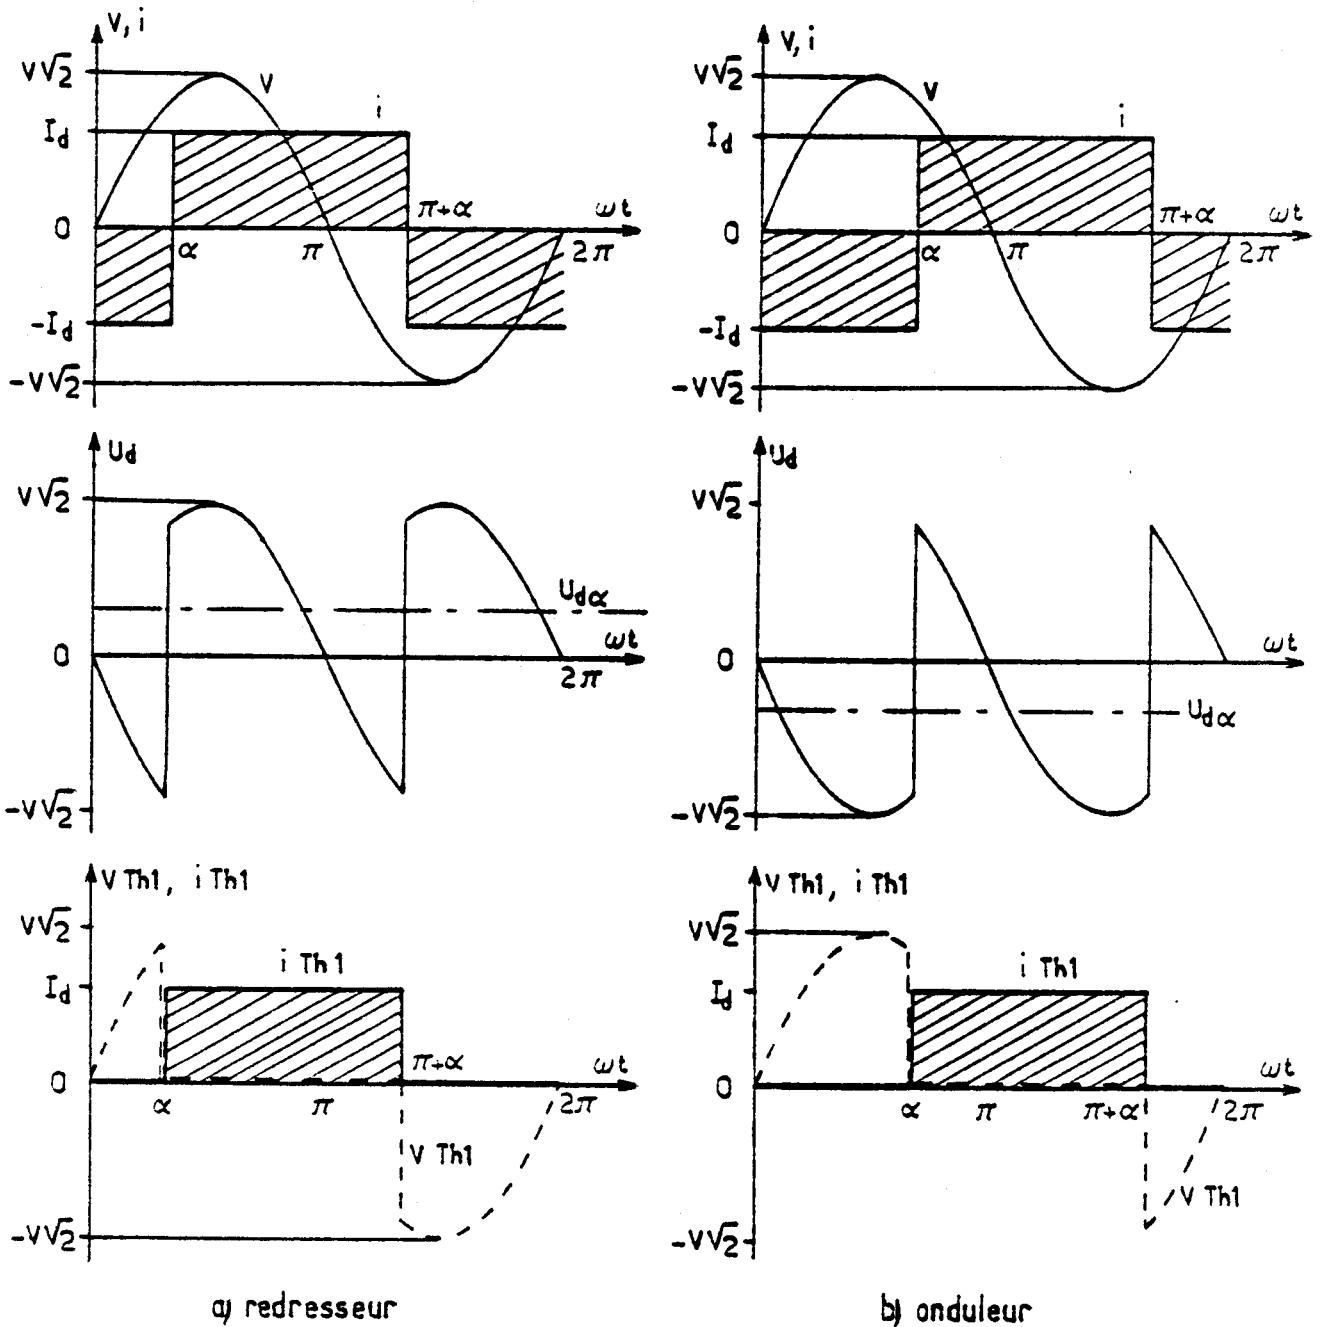 V, i
V√2
V
i
I_d
0
α
π
π+α
ωt
2π
-I_d
-V√2
V, i
V√2
V
i
I_d
0
α
π
π+α
ωt
2π
-I_d
-V√2
U_d
V√2
U_dα
ωt
0
2π
-V√2
U_d
V√2
0
ωt
U_dα
-V√2
V Th1, i Th1
V√2
i Th1
I_d
0
π+α
ωt
α
π
2π
V Th1
-V√2
V Th1, i Th1
V√2
i Th1
I_d
0
ωt
α
π
π+α
2π
V Th1
-V√2
a) redresseur
b) onduleur